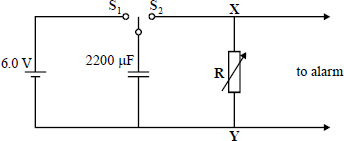 S₁ S₂ X
6.0 V 2200 μF R to alarm
Y